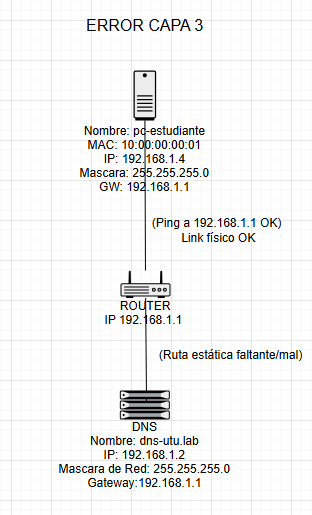 ERROR CAPA 3
Nombre: pc-estudiante
MAC: 10:00:00:00:01
IP: 192.168.1.4
Mascara: 255.255.255.0
GW: 192.168.1.1
(Ping a 192.168.1.1 OK)
Link físico OK
ROUTER
IP 192.168.1.1
(Ruta estática faltante/mal)
DNS
Nombre: dns-utu.lab
IP: 192.168.1.2
Mascara de Red: 255.255.255.0
Gateway:192.168.1.1